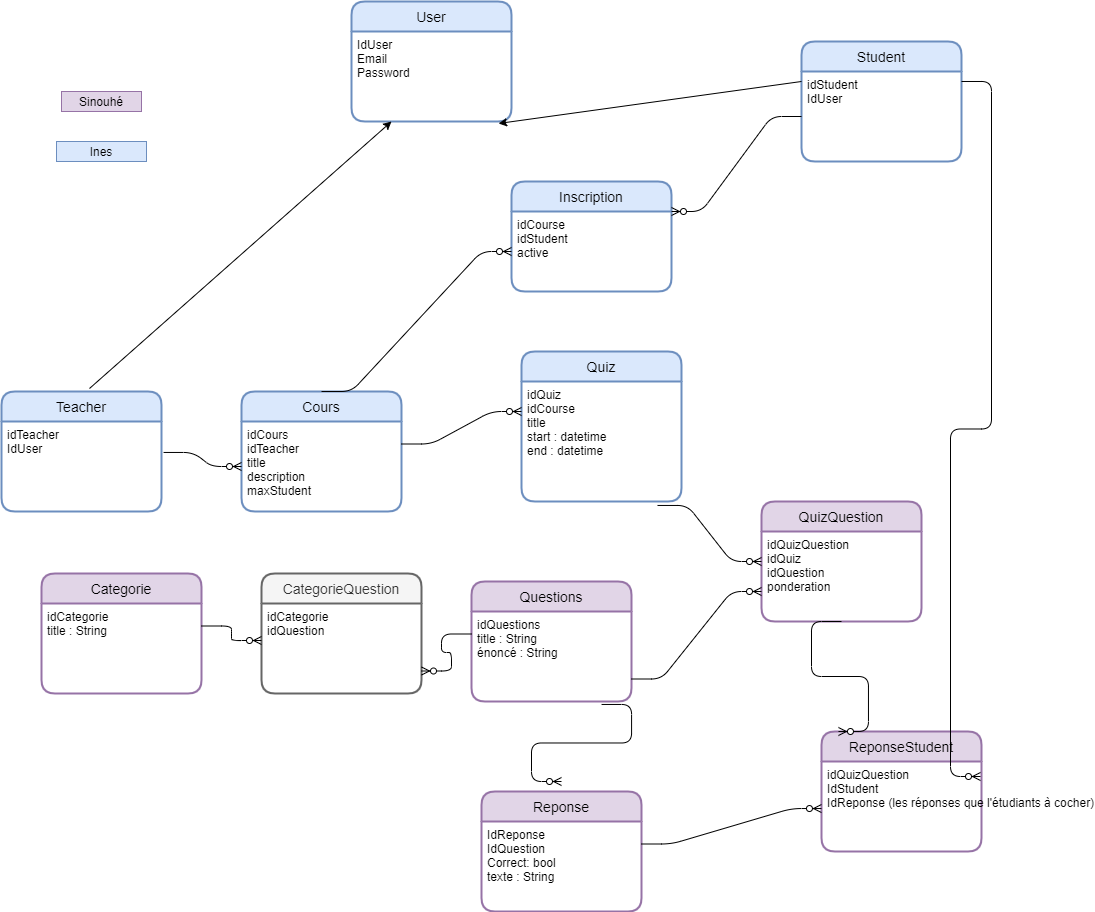 User
IdUser
Email
Password
Student
idStudent
IdUser
Sinouhé
Ines
Inscription
idCourse
idStudent
active
Teacher
idTeacher
IdUser
Cours
idCours
idTeacher
title
description
maxStudent
Quiz
idQuiz
idCourse
title
start : datetime
end : datetime
QuizQuestion
idQuizQuestion
idQuiz
idQuestion
ponderation
Categorie
idCategorie
title : String
CategorieQuestion
idCategorie
idQuestion
Questions
idQuestions
title : String
énoncé : String
Reponse
IdReponse
IdQuestion
Correct: bool
texte : String
ReponseStudent
idQuizQuestion
IdStudent
IdReponse (les réponses que l'étudiants à cocher)